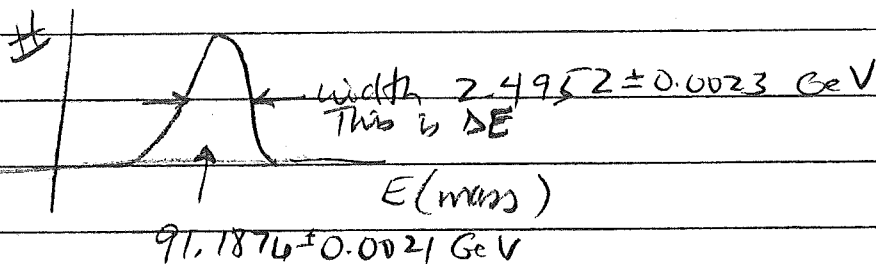 #
width 2.4952 ± 0.0023 GeV
This is ΔE
E (mass)
91.1876 ± 0.0021 GeV